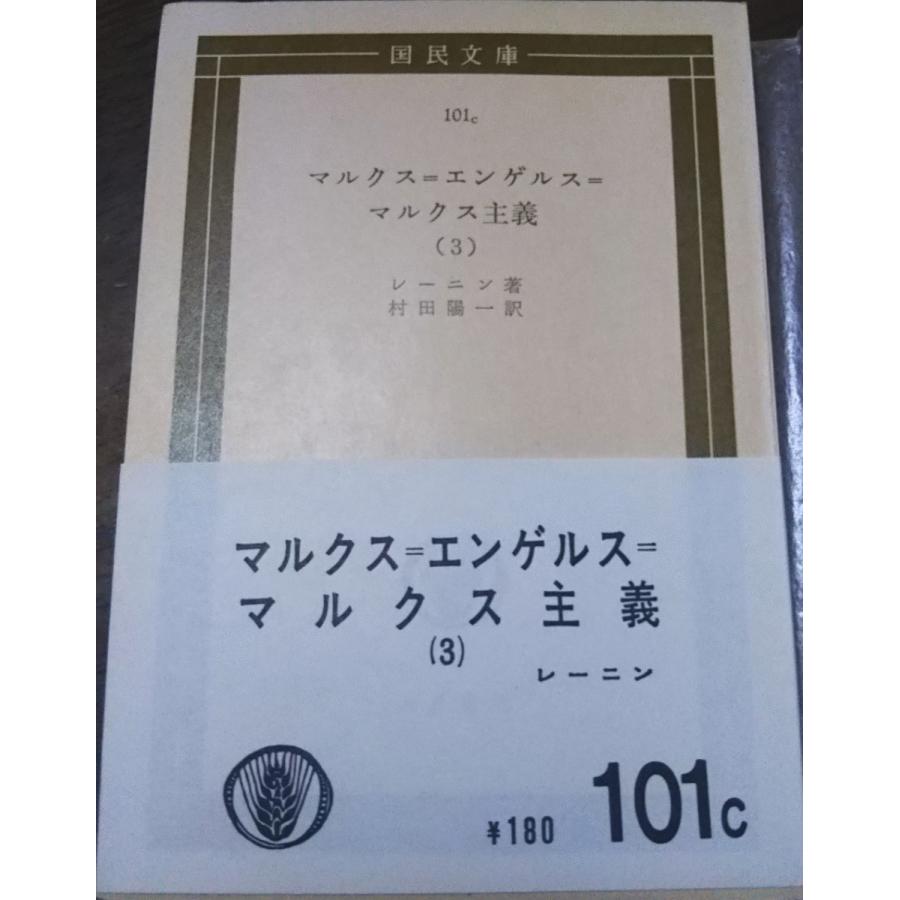 国民文庫
101c
マルクス=エンゲルス=
マルクス主義
(3)
レーニン著
村田陽一訳
マルクス=エンゲルス=
マルクス主義
(3)
レーニン
¥180
101c